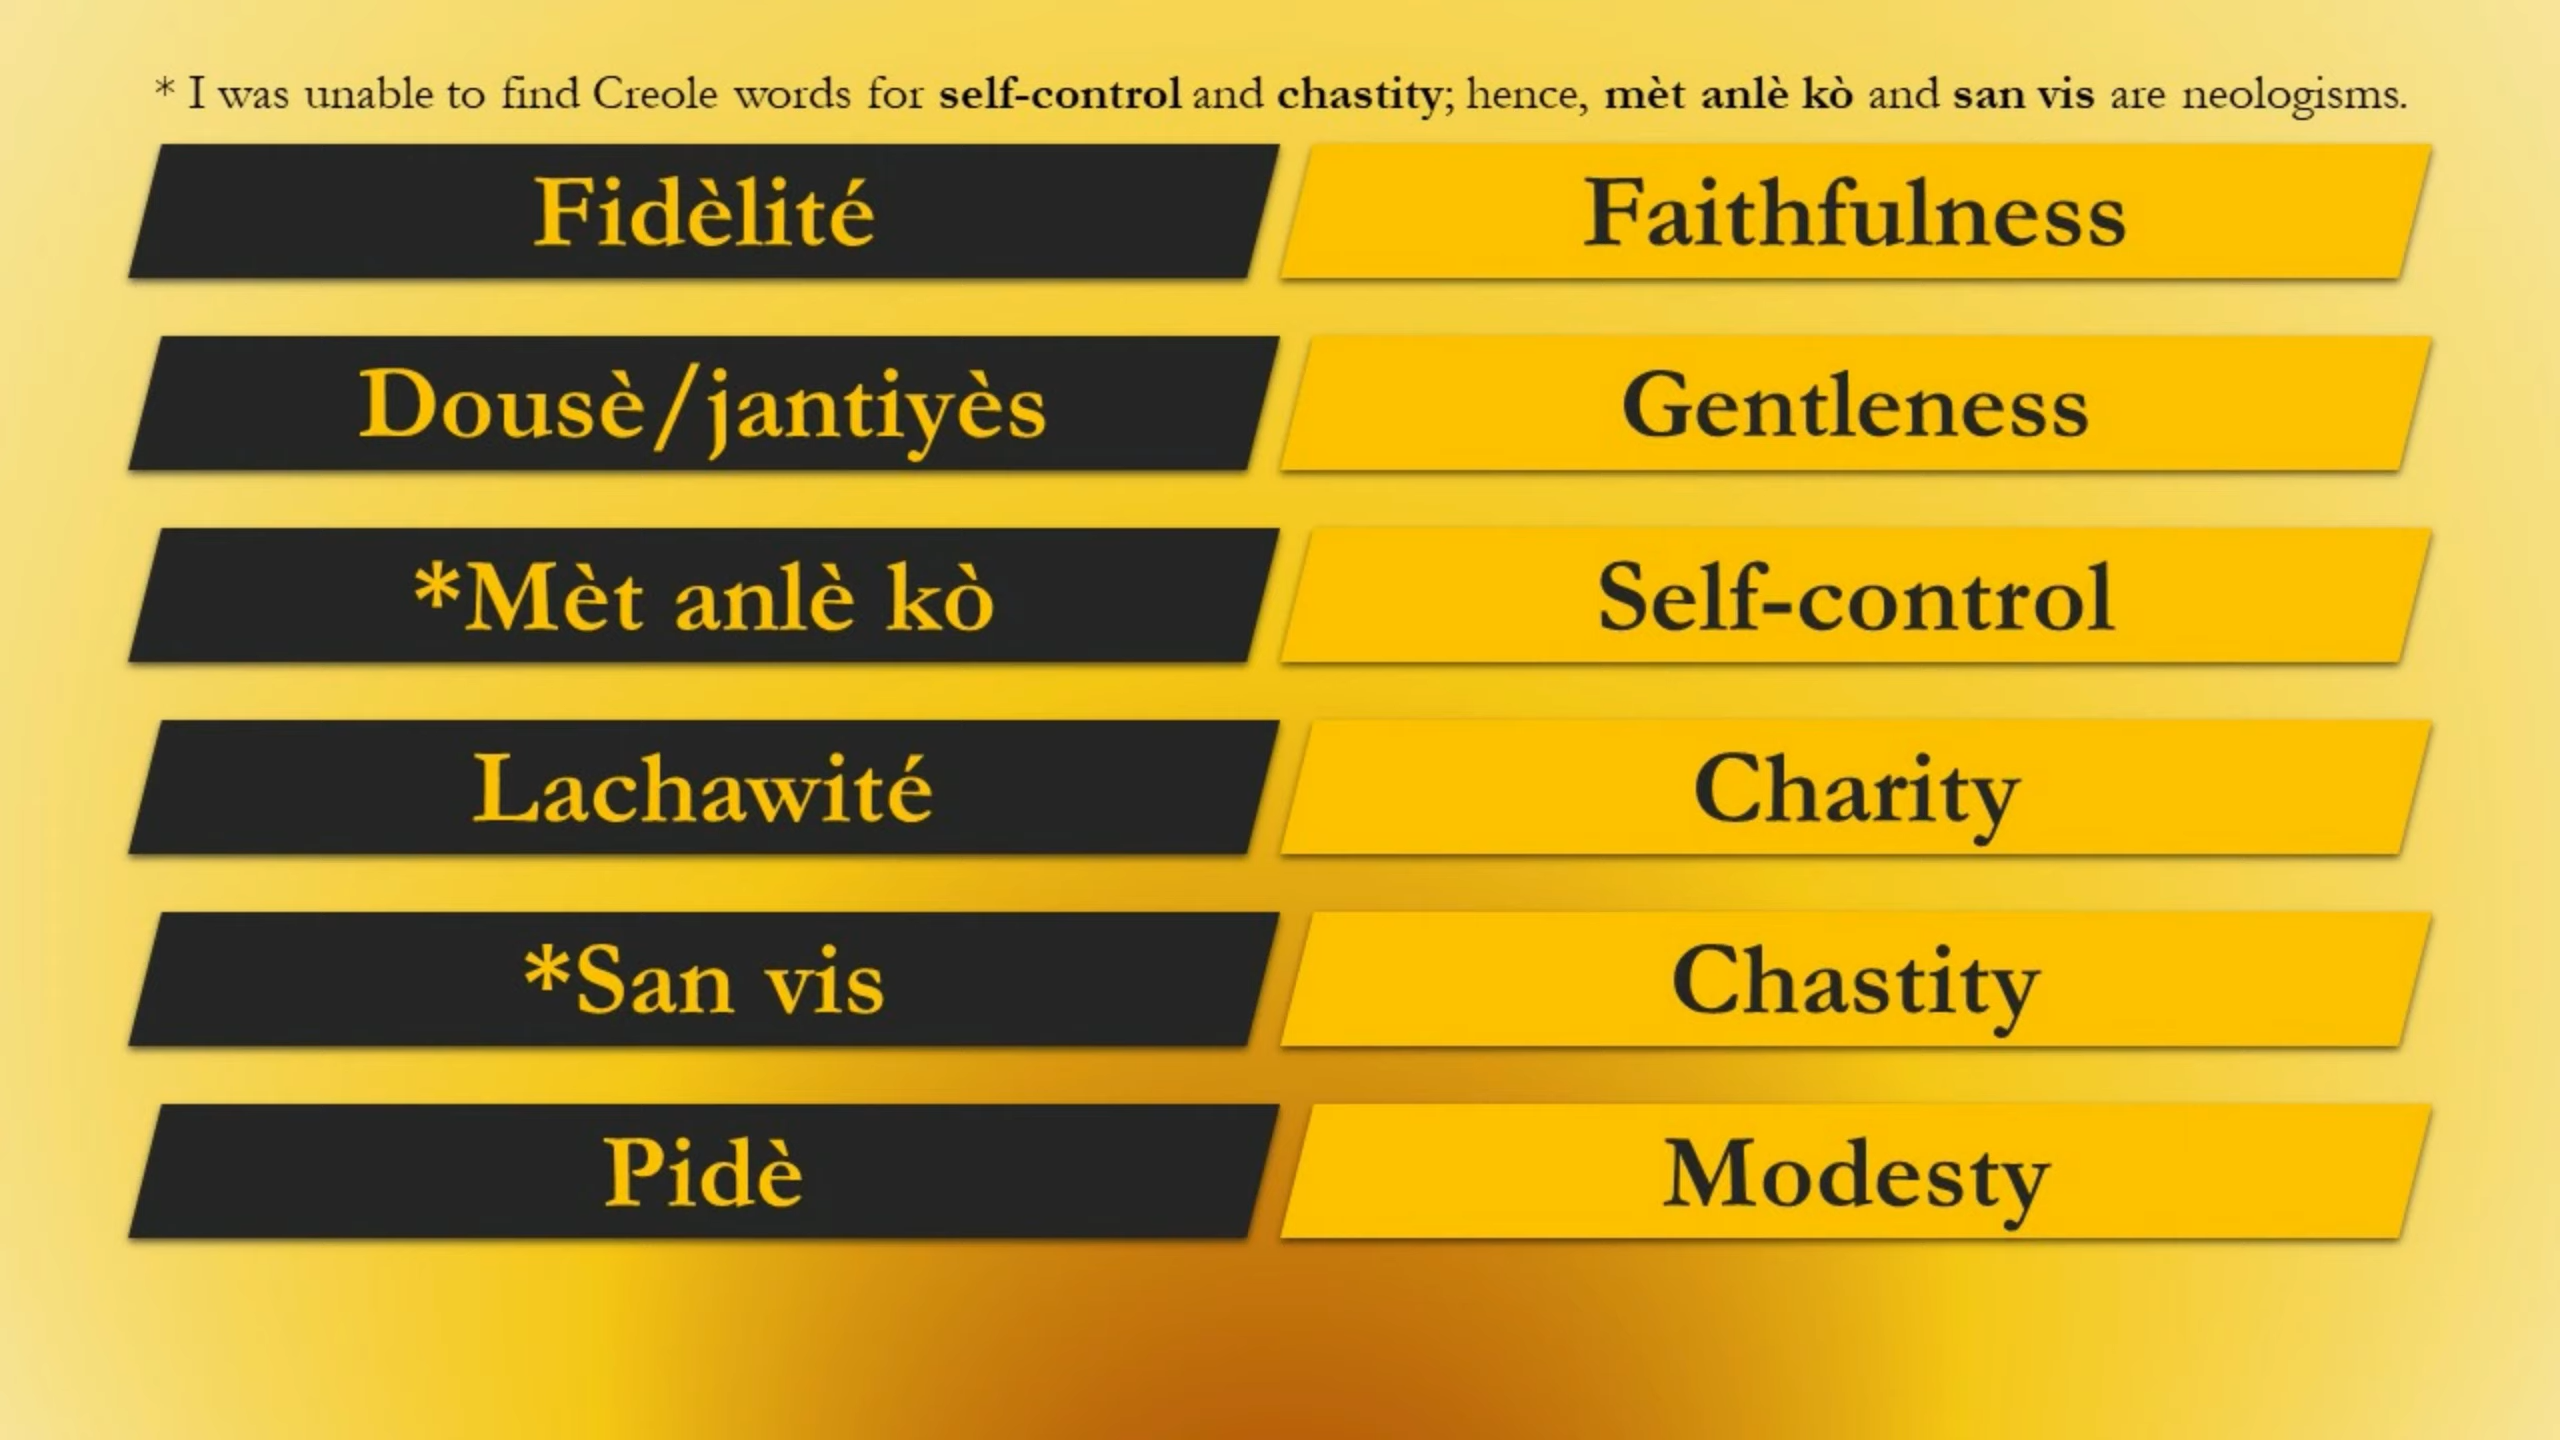 * I was unable to find Creole words for self-control and chastity; hence, mèt anlè kò and san vis are neologisms.
Fidèlité Faithfulness
Dousè/jantiyès Gentleness
*Mèt anlè kò Self-control
Lachawité Charity
*San vis Chastity
Pidè Modesty